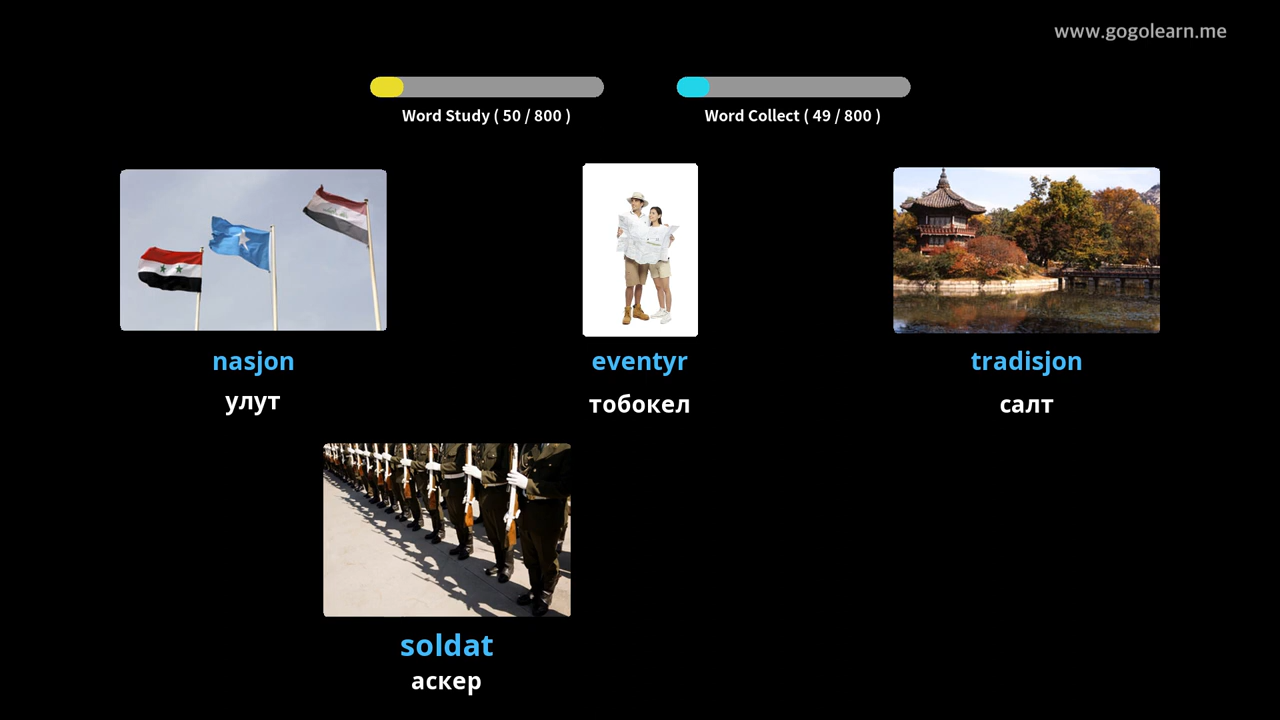 www.gogolearn.me
Word Study ( 50 / 800 )
Word Collect ( 49 / 800 )
nasjon
улут
eventyr
тобокел
tradisjon
салт
soldat
аскер